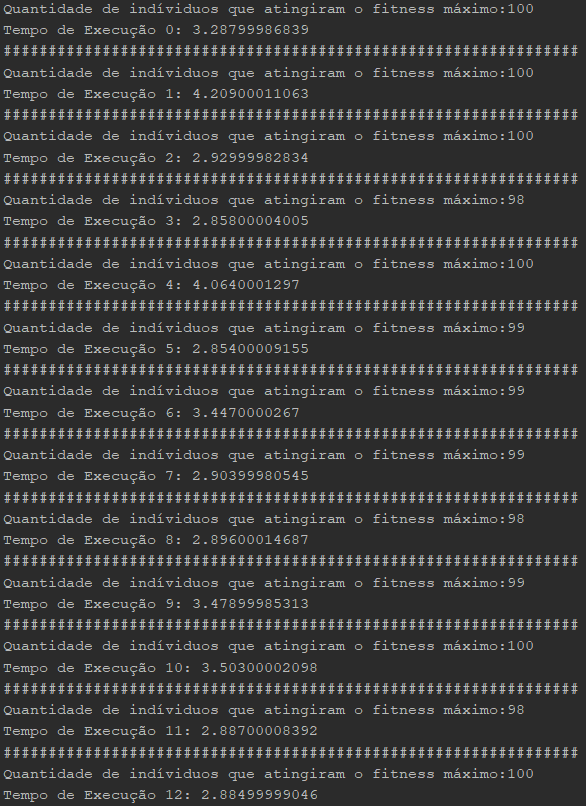 Quantidade de indíviduos que atingiram o fitness máximo:100
Tempo de Execução 0: 3.28799986839
################################################################
Quantidade de indíviduos que atingiram o fitness máximo:100
Tempo de Execução 1: 4.20900011063
################################################################
Quantidade de indíviduos que atingiram o fitness máximo:100
Tempo de Execução 2: 2.92999982834
################################################################
Quantidade de indíviduos que atingiram o fitness máximo:98
Tempo de Execução 3: 2.85800004005
################################################################
Quantidade de indíviduos que atingiram o fitness máximo:100
Tempo de Execução 4: 4.0640001297
################################################################
Quantidade de indíviduos que atingiram o fitness máximo:99
Tempo de Execução 5: 2.85400009155
################################################################
Quantidade de indíviduos que atingiram o fitness máximo:99
Tempo de Execução 6: 3.4470000267
################################################################
Quantidade de indíviduos que atingiram o fitness máximo:99
Tempo de Execução 7: 2.90399980545
################################################################
Quantidade de indíviduos que atingiram o fitness máximo:98
Tempo de Execução 8: 2.89600014687
################################################################
Quantidade de indíviduos que atingiram o fitness máximo:99
Tempo de Execução 9: 3.47899985313
################################################################
Quantidade de indíviduos que atingiram o fitness máximo:100
Tempo de Execução 10: 3.50300002098
################################################################
Quantidade de indíviduos que atingiram o fitness máximo:98
Tempo de Execução 11: 2.88700008392
################################################################
Quantidade de indíviduos que atingiram o fitness máximo:100
Tempo de Execução 12: 2.88499999046